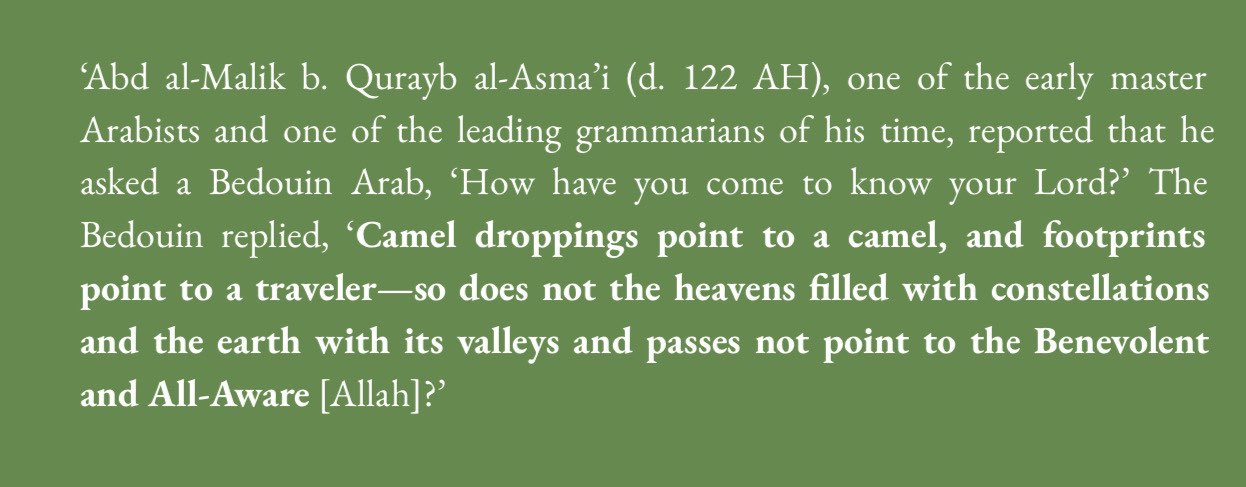 ‘Abd al-Malik b. Qurayb al-Asma’i (d. 122 AH), one of the early master
Arabists and one of the leading grammarians of his time, reported that he
asked a Bedouin Arab, ‘How have you come to know your Lord?’ The
Bedouin replied, ‘Camel droppings point to a camel, and footprints
point to a traveler—so does not the heavens filled with constellations
and the earth with its valleys and passes not point to the Benevolent
and All-Aware [Allah]?’